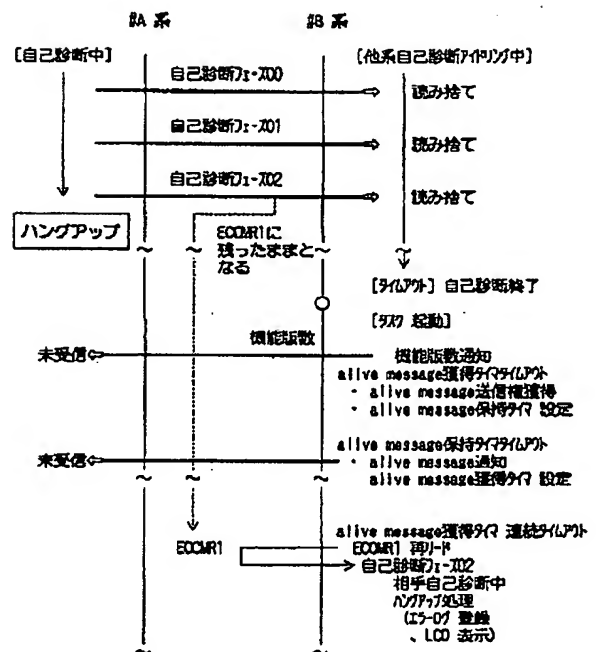 #A 系
#B 系
[自己診断中]
[他系自己診断アイドリング中]
自己診断フェーズ00
読み捨て
自己診断フェーズ01
読み捨て
自己診断フェーズ02
読み捨て
ハングアップ
ECCMR1に
残ったままと
なる
[タイムアウト] 自己診断終了
[タスク 起動]
機能版数
未受信
機能版数通知
alive message獲得タイマタイムアウト
・ alive message送信権獲得
・ alive message保持タイマ 設定
alive message保持タイマタイムアウト
未受信
・ alive message通知
alive message獲得タイマ 設定
alive message獲得タイマ 連続タイムアウト
ECCMR1
ECCMR1 再リード
自己診断フェーズ02
相手自己診断中
ハングアップ処理
(エラーログ 登録
、LCD 表示)